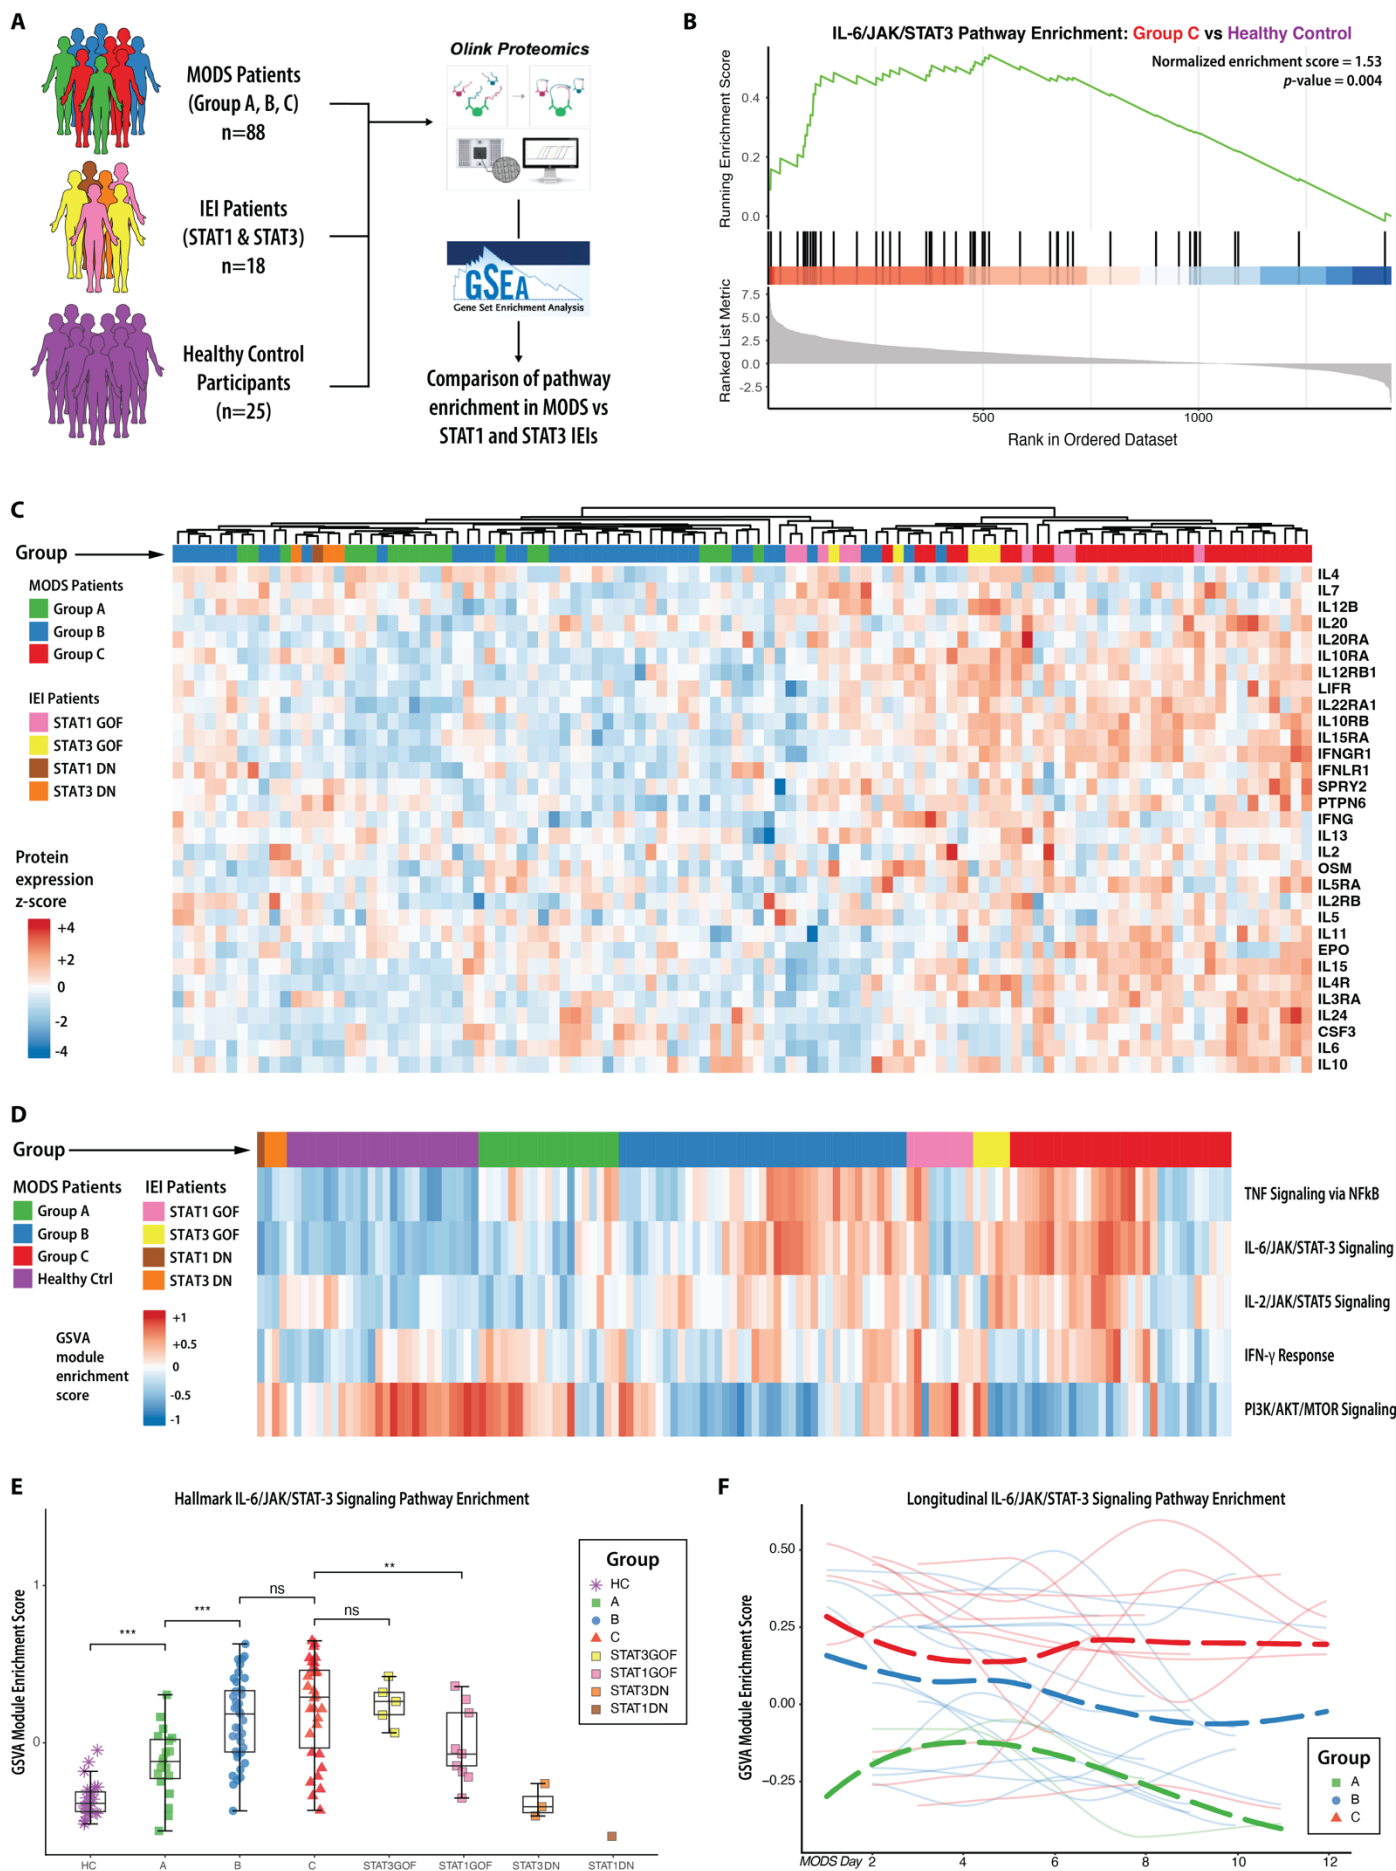 A
MODS Patients
(Group A, B, C)
n=88
IEI Patients
(STAT1 & STAT3)
n=18
Healthy Control
Participants
(n=25)
Olink Proteomics
GSEA
Gene Set Enrichment Analysis
Comparison of pathway
enrichment in MODS vs
STAT1 and STAT3 IEIs
B
IL-6/JAK/STAT3 Pathway Enrichment: Group C vs Healthy Control
Normalized enrichment score = 1.53
p-value = 0.004
Running Enrichment Score
0.4
0.2
0.0
Ranked List Metric
7.5
5.0
2.5
0.0
-2.5
500
1000
Rank in Ordered Dataset
C
Group
MODS Patients
Group A
Group B
Group C
IEI Patients
STAT1 GOF
STAT3 GOF
STAT1 DN
STAT3 DN
Protein
expression
z-score
+4
+2
0
-2
-4
IL4
IL7
IL12B
IL20
IL20RA
IL10RA
IL12RB1
LIFR
IL22RA1
IL10RB
IL15RA
IFNGR1
IFNLR1
SPRY2
PTPN6
IFNG
IL13
IL2
OSM
IL5RA
IL2RB
IL5
IL11
EPO
IL15
IL4R
IL3RA
IL24
CSF3
IL6
IL10
D
Group
MODS Patients
Group A
Group B
Group C
Healthy Ctrl
IEI Patients
STAT1 GOF
STAT3 GOF
STAT1 DN
STAT3 DN
GSVA
module
enrichment
score
+1
+0.5
0
-0.5
-1
TNF Signaling via NFkB
IL-6/JAK/STAT-3 Signaling
IL-2/JAK/STAT5 Signaling
IFN-γ Response
PI3K/AKT/MTOR Signaling
E
Hallmark IL-6/JAK/STAT-3 Signaling Pathway Enrichment
GSVA Module Enrichment Score
1
0
***
***
ns
ns
**
HC
A
B
C
STAT3GOF
STAT1GOF
STAT3DN
STAT1DN
Group
HC
A
B
C
STAT3GOF
STAT1GOF
STAT3DN
STAT1DN
F
Longitudinal IL-6/JAK/STAT-3 Signaling Pathway Enrichment
GSVA Module Enrichment Score
0.50
0.25
0.00
−0.25
MODS Day 2
4
6
8
10
12
Group
A
B
C